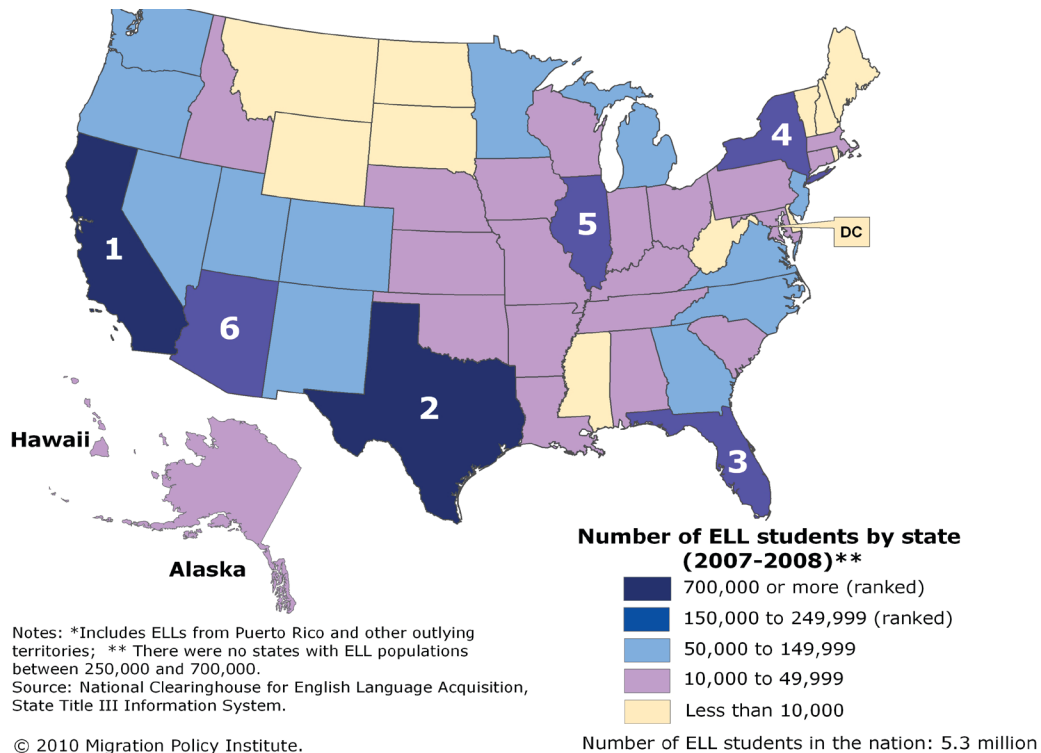 4
5
DC
1
6
2
Hawaii
3
Alaska
Number of ELL students by state
(2007-2008)**
700,000 or more (ranked)
150,000 to 249,999 (ranked)
50,000 to 149,999
10,000 to 49,999
Less than 10,000
Notes: *Includes ELLs from Puerto Rico and other outlying
territories;  ** There were no states with ELL populations
between 250,000 and 700,000.
Source: National Clearinghouse for English Language Acquisition,
State Title III Information System.
© 2010 Migration Policy Institute.
Number of ELL students in the nation: 5.3 million